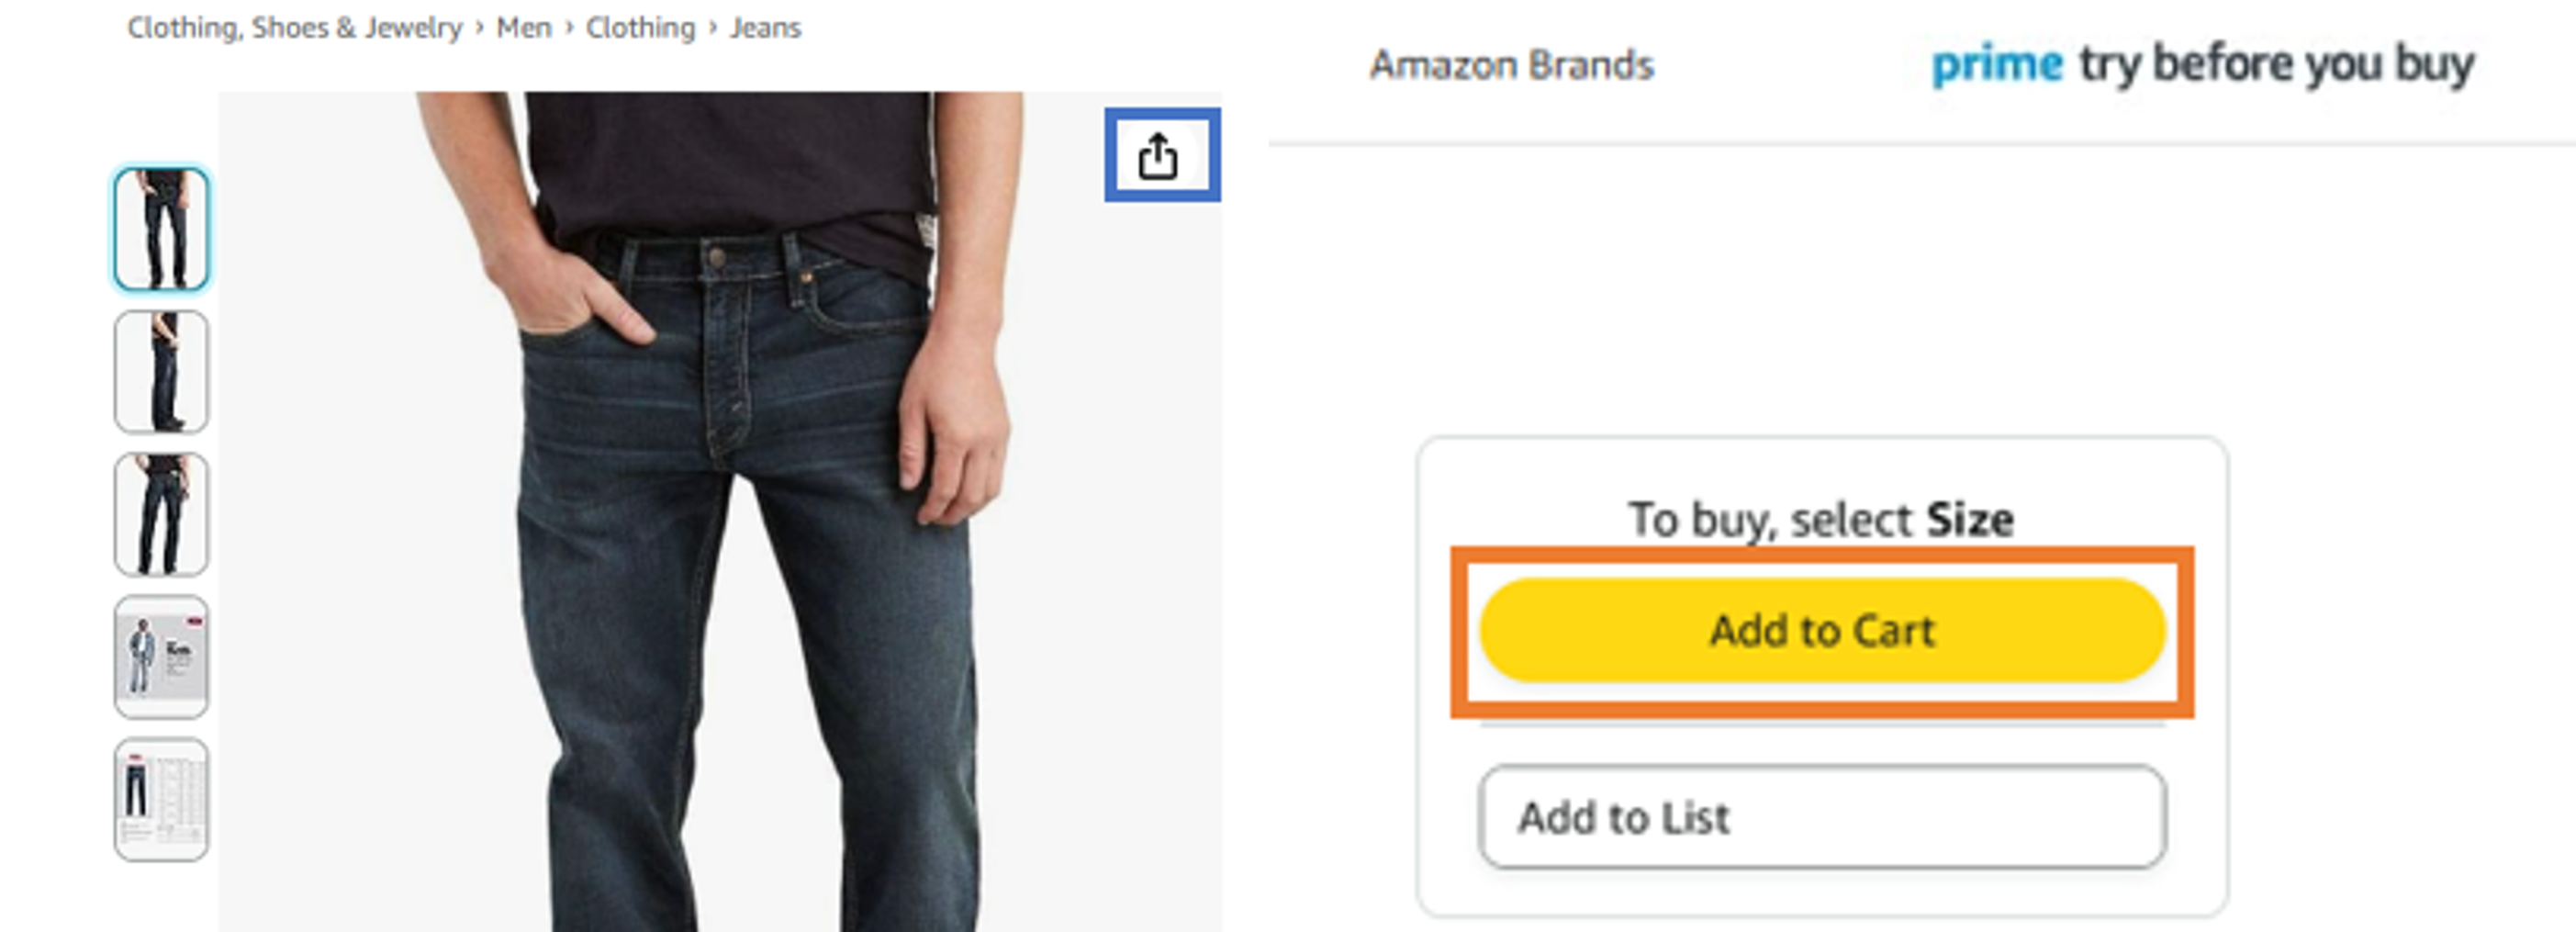 Clothing, Shoes & Jewelry › Men › Clothing › Jeans
Amazon Brands
prime try before you buy
To buy, select Size
Add to Cart
Add to List